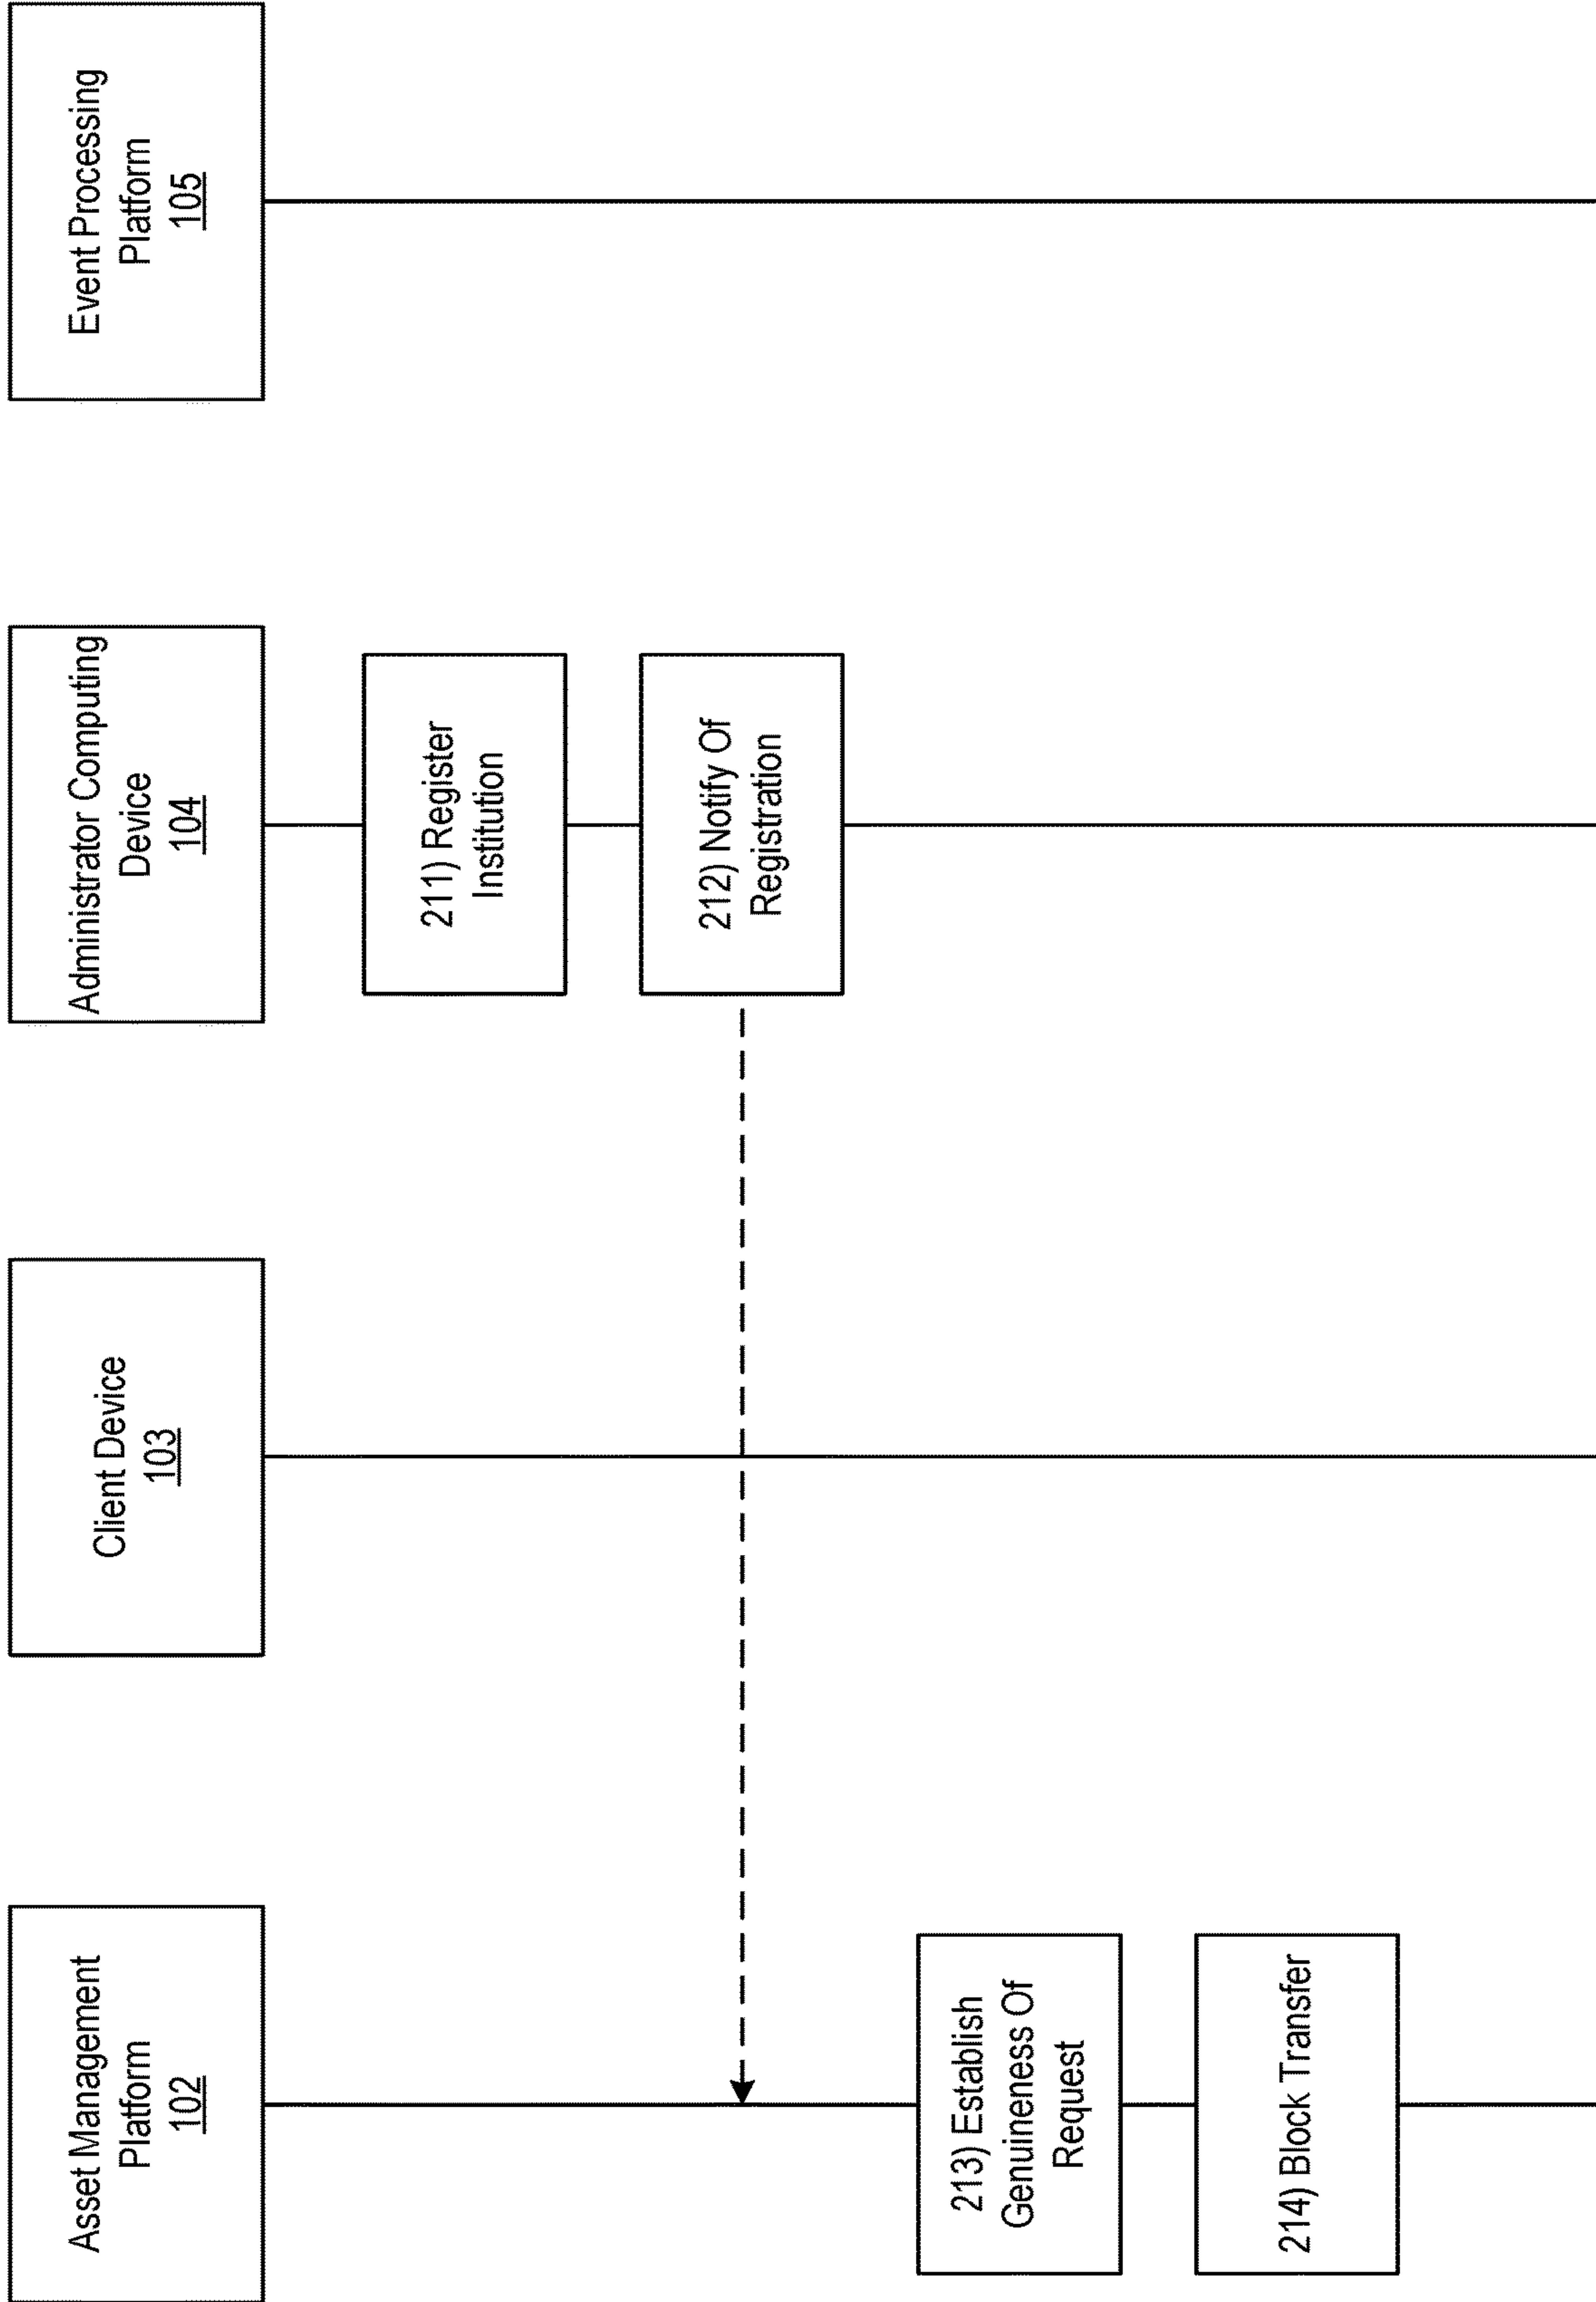 Asset Management
Platform
102
Client Device
103
Administrator Computing
Device
104
Event Processing
Platform
105
211) Register
Institution
212) Notify Of
Registration
213) Establish
Genuineness Of
Request
214) Block Transfer